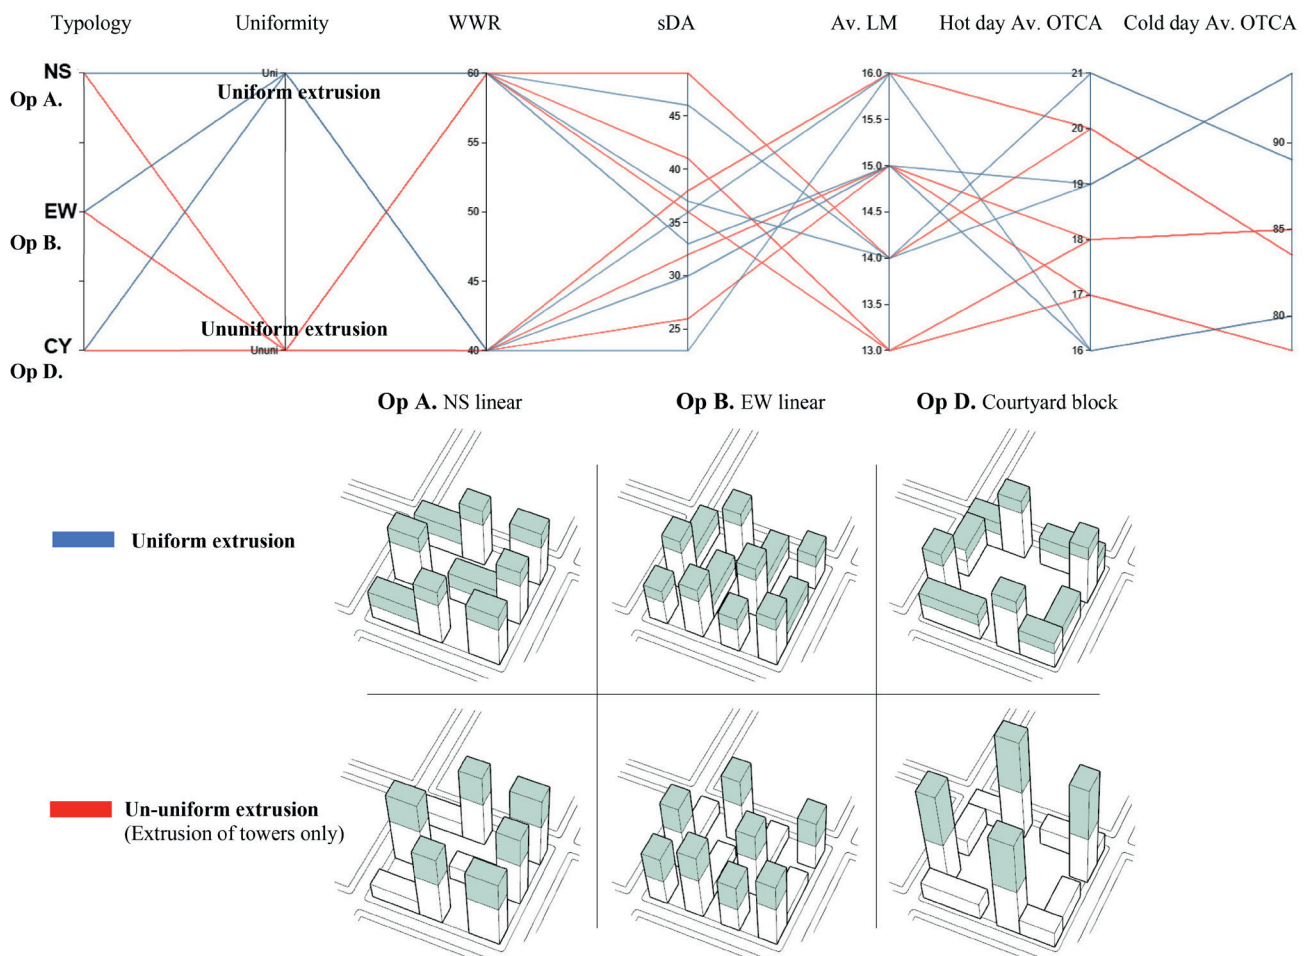 Typology Uniformity WWR sDA Av. LM Hot day Av. OTCA Cold day Av. OTCA
NS Uni 60 16.0 21
Op A. Uniform extrusion
45 15.5 20 90
55
40 15.0 19
EW 50 35 14.5
Op B. 18 85
14.0
45 30
13.5 17
Ununiform extrusion 25 80
CY Ununi 40 13.0 16
Op D.
Op A. NS linear Op B. EW linear Op D. Courtyard block
Uniform extrusion
Un-uniform extrusion
(Extrusion of towers only)